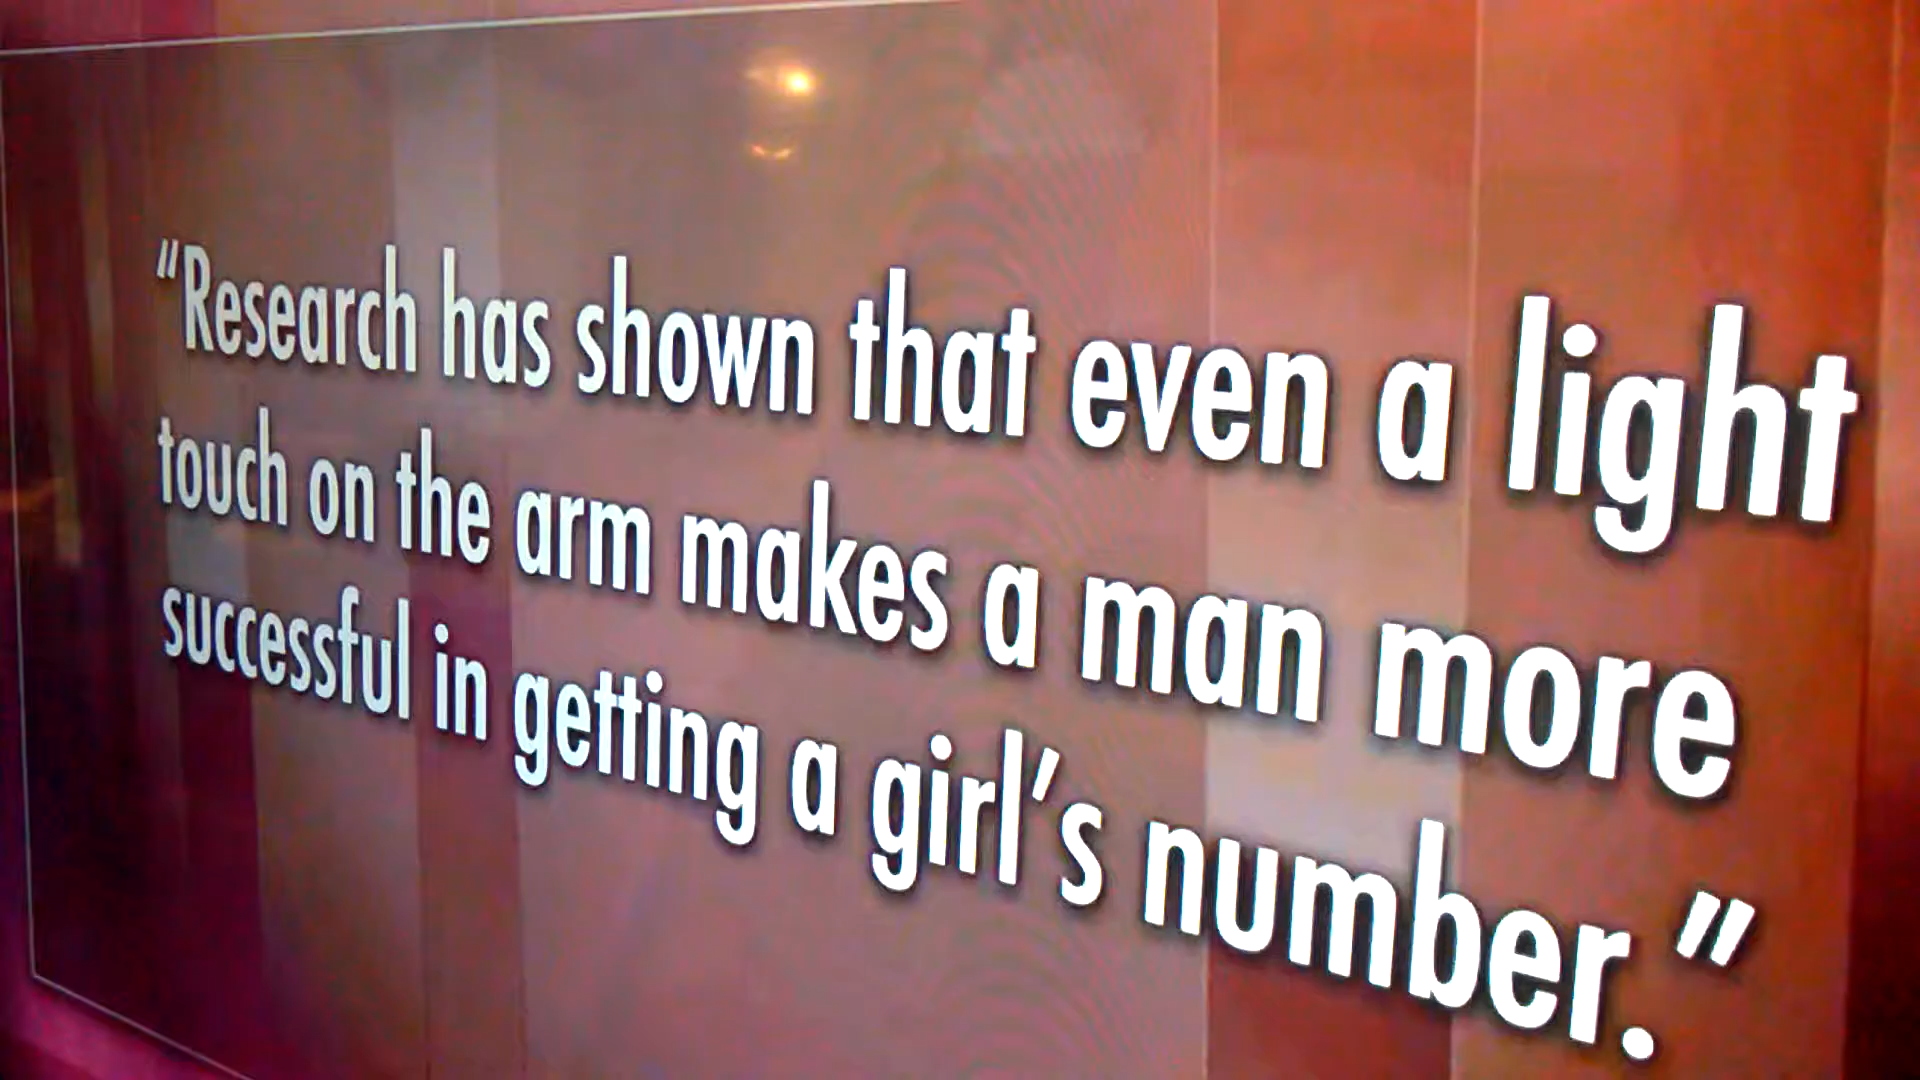 “Research has shown that even a light
touch on the arm makes a man more
successful in getting a girl’s number.”